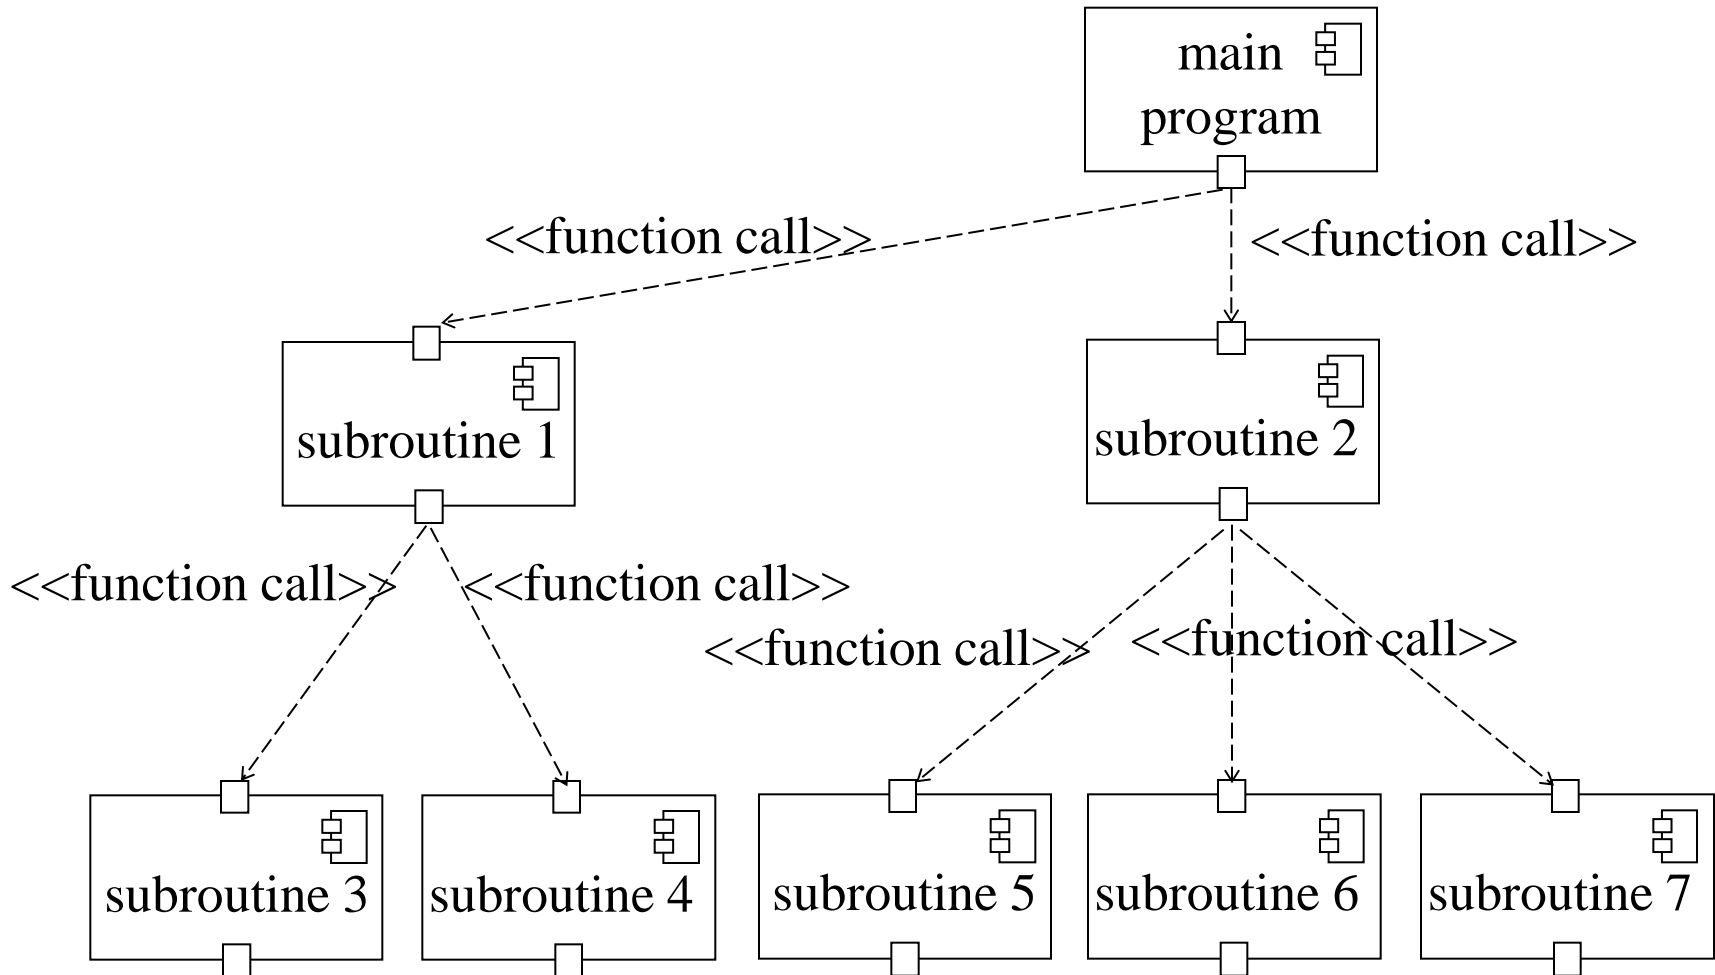 main
program
<<function call>>
<<function call>>
subroutine 1
subroutine 2
<<function call>>
<<function call>>
<<function call>>
<<function call>>
subroutine 3
subroutine 4
subroutine 5
subroutine 6
subroutine 7